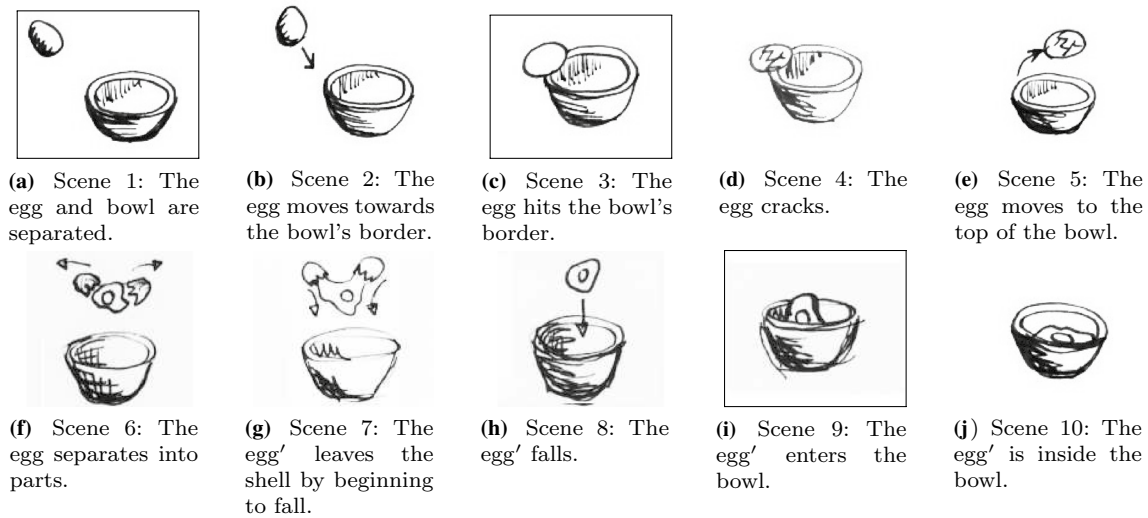 (a) Scene 1: The
egg and bowl are
separated.
(b) Scene 2: The
egg moves towards
the bowl's border.
(c) Scene 3: The
egg hits the bowl's
border.
(d) Scene 4: The
egg cracks.
(e) Scene 5: The
egg moves to the
top of the bowl.
(f) Scene 6: The
egg separates into
parts.
(g) Scene 7: The
egg′ leaves the
shell by beginning
to fall.
(h) Scene 8: The
egg′ falls.
(i) Scene 9: The
egg′ enters the
bowl.
(j) Scene 10: The
egg′ is inside the
bowl.